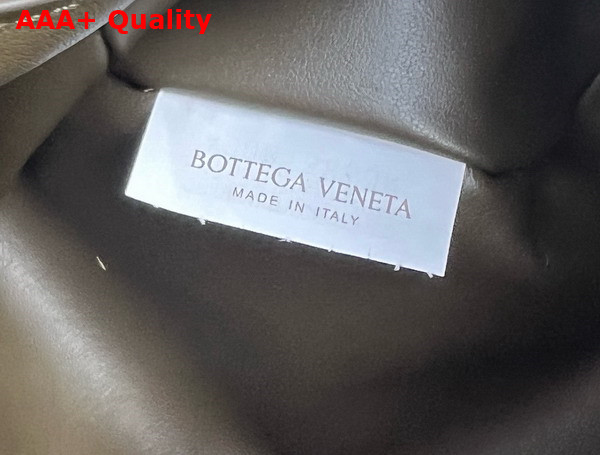 AAA+ Quality
BOTTEGA VENETA
MADE IN ITALY